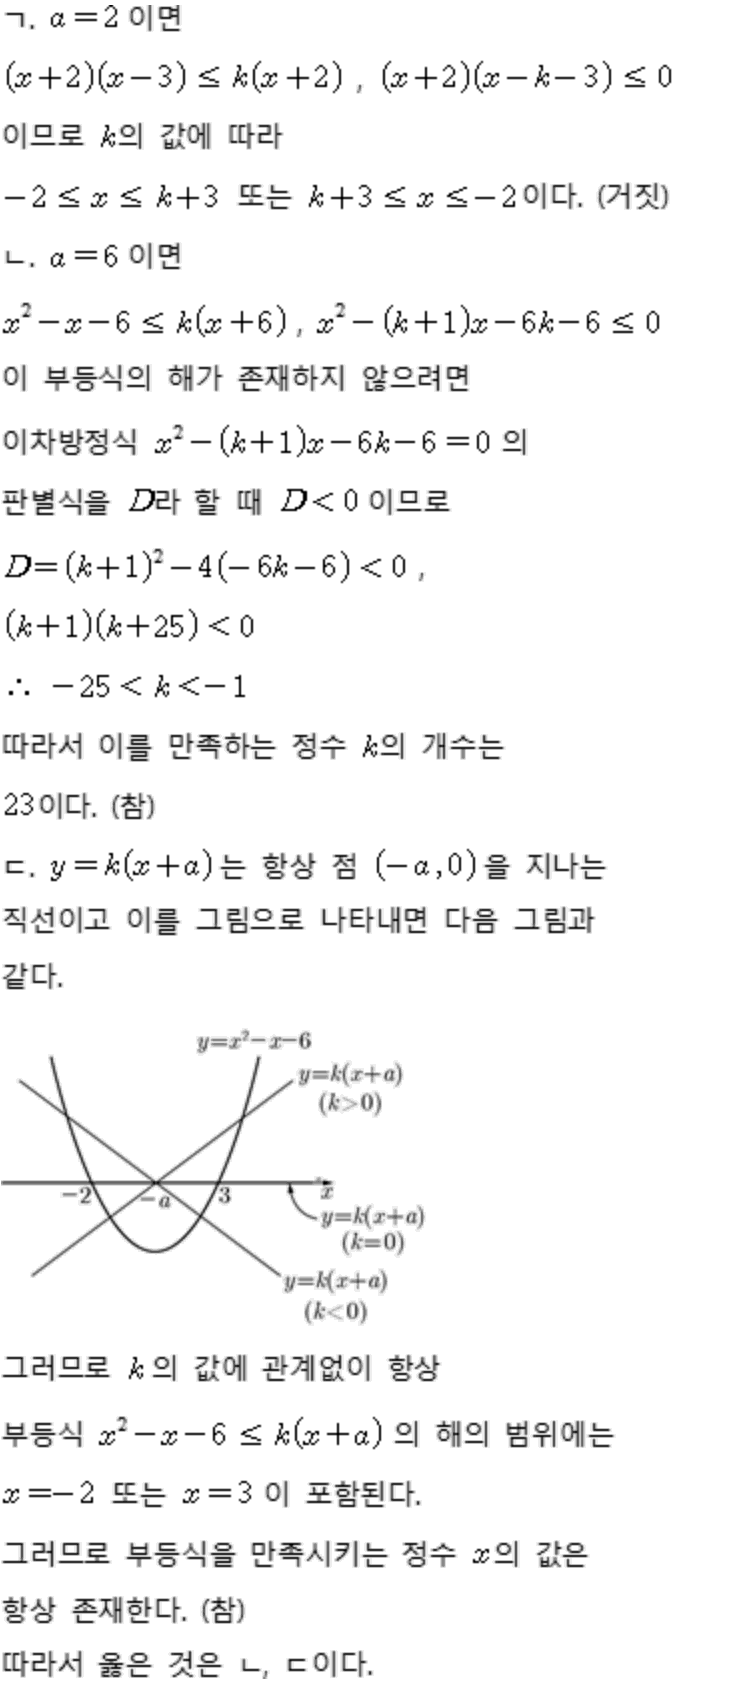 ㄱ. a=2 이면
(x+2)(x-3) ≤ k(x+2) , (x+2)(x-k-3) ≤ 0
이므로 k의 값에 따라
-2 ≤ x ≤ k+3 또는 k+3 ≤ x ≤ -2이다. (거짓)
ㄴ. a=6 이면
x²-x-6 ≤ k(x+6) , x²-(k+1)x-6k-6 ≤ 0
이 부등식의 해가 존재하지 않으려면
이차방정식 x²-(k+1)x-6k-6=0 의
판별식을 D라 할 때 D<0 이므로
D=(k+1)²-4(-6k-6)<0 ,
(k+1)(k+25)<0
∴ -25<k<-1
따라서 이를 만족하는 정수 k의 개수는
23이다. (참)
ㄷ. y=k(x+a)는 항상 점 (-a,0)을 지나는
직선이고 이를 그림으로 나타내면 다음 그림과
같다.
y=x²-x-6
y=k(x+a)
(k>0)
-2 -a 3 x
y=k(x+a)
(k=0)
y=k(x+a)
(k<0)
그러므로 k의 값에 관계없이 항상
부등식 x²-x-6 ≤ k(x+a) 의 해의 범위에는
x=-2 또는 x=3 이 포함된다.
그러므로 부등식을 만족시키는 정수 x의 값은
항상 존재한다. (참)
따라서 옳은 것은 ㄴ, ㄷ이다.